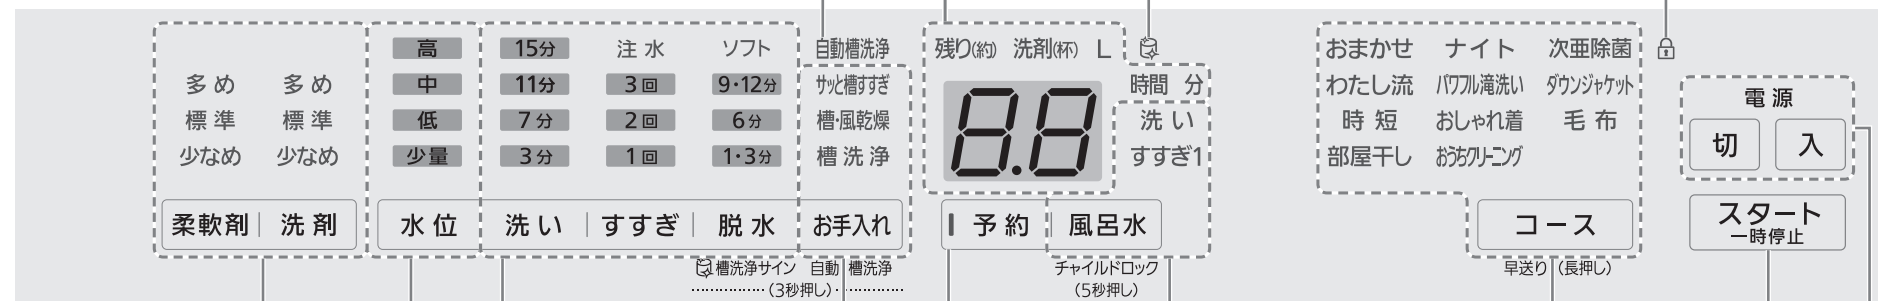 高 15分 注水 ソフト 自動槽洗浄 残り(約) 洗剤(杯) L おまかせ ナイト 次亜除菌
多め 多め 中 11分 3回 9・12分 サッと槽すすぎ 時間 分 わたし流 パワフル滝洗い ダウンジャケット
標準 標準 低 7分 2回 6分 槽・風乾燥 8.8 洗い 時短 おしゃれ着 毛布 電源
少なめ 少なめ 少量 3分 1回 1・3分 槽洗浄 すすぎ1 部屋干し おうちクリーニング 切 入
柔軟剤 洗剤 水位 洗い すすぎ 脱水 お手入れ 予約 風呂水 コース スタート
一時停止
槽洗浄サイン 自動槽洗浄 チャイルドロック 早送り(長押し)
(3秒押し) (5秒押し)